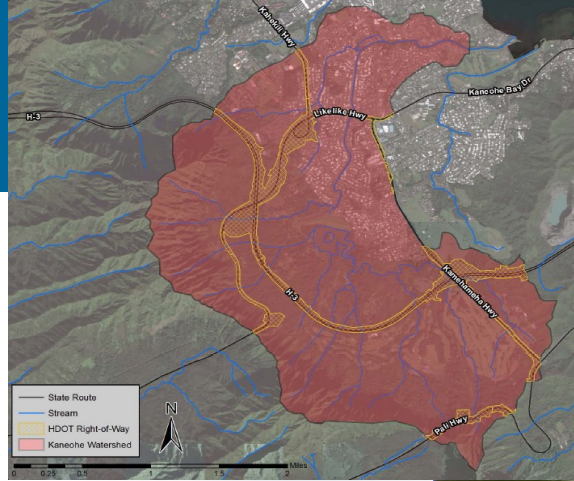 Kahekili Hwy
Likelike Hwy
Kaneohe Bay Dr
H-3
H-3
Kamehameha Hwy
Pali Hwy
State Route
Stream
HDOT Right-of-Way
Kaneohe Watershed
N
0 0.25 0.5 1 1.5 2
Miles